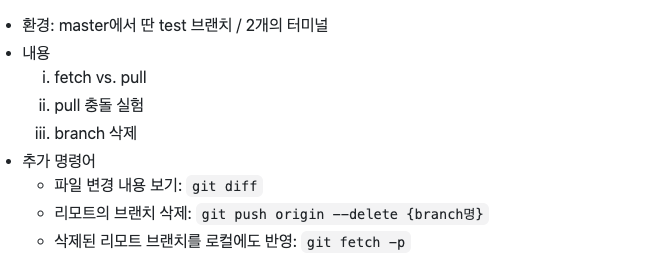 • 환경: master에서 딴 test 브랜치 / 2개의 터미널
• 내용
i. fetch vs. pull
ii. pull 충돌 실험
iii. branch 삭제
• 추가 명령어
◦ 파일 변경 내용 보기: git diff
◦ 리모트의 브랜치 삭제: git push origin --delete {branch명}
◦ 삭제된 리모트 브랜치를 로컬에도 반영: git fetch -p